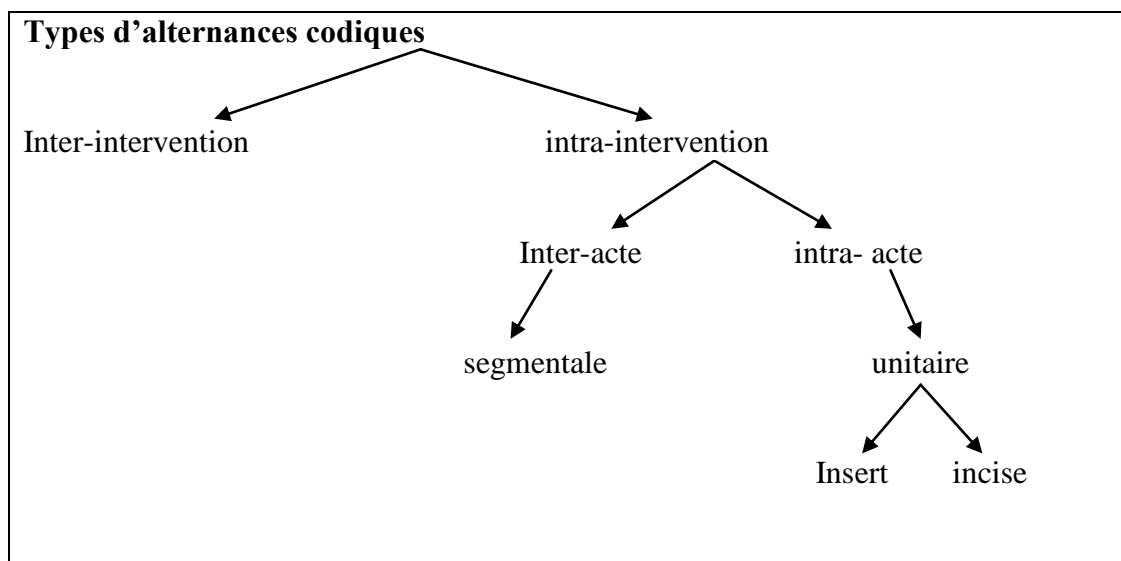 Types d’alternances codiques
Inter-intervention intra-intervention
Inter-acte intra- acte
segmentale unitaire
Insert incise